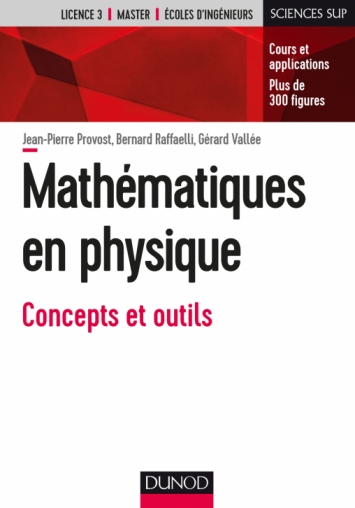 LICENCE 3 | MASTER | ÉCOLES D'INGÉNIEURS
SCIENCES SUP
Cours et
applications
Plus de
300 figures
Jean-Pierre Provost, Bernard Raffaelli, Gérard Vallée
Mathématiques
en physique
Concepts et outils
DUNOD